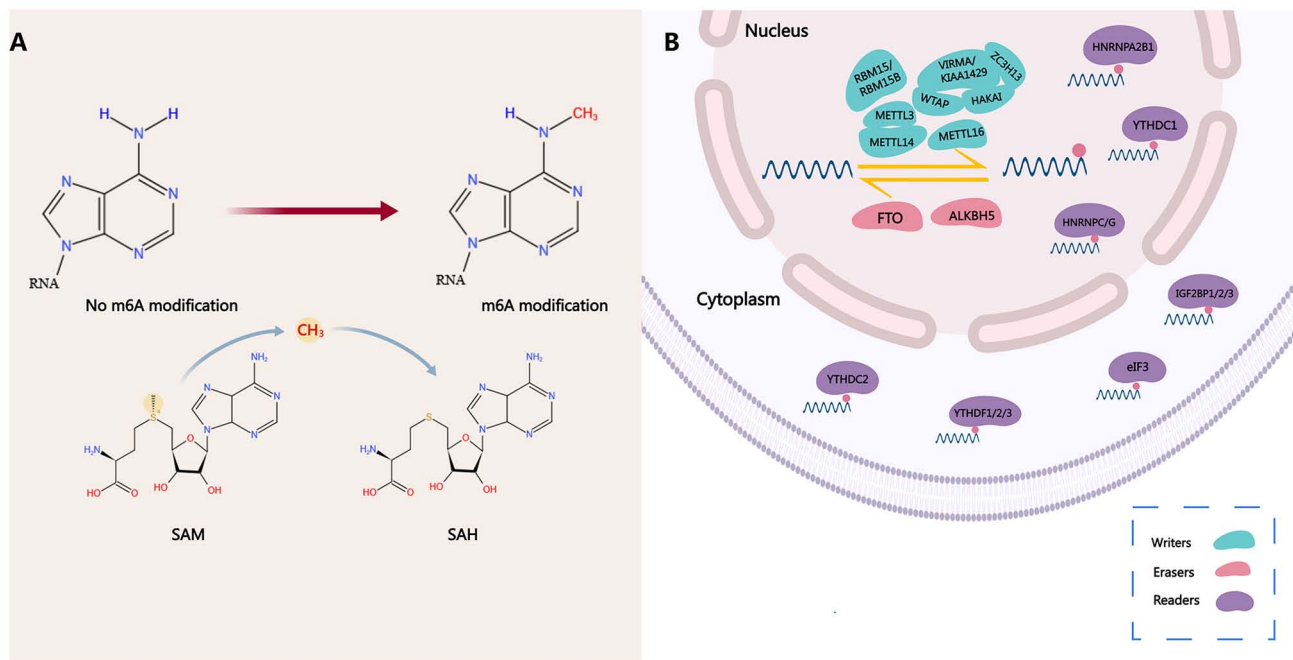 A
H
H
N
N
N
N
N
RNA
No m6A modification
H
CH₃
N
N
N
N
N
RNA
m6A modification
CH₃
NH₂
N
N
N
N
S⁺
H₂N
HO
O
O
HO
OH
SAM
NH₂
N
N
N
N
S
H₂N
HO
O
O
HO
OH
SAH
B
Nucleus
RBM15/
RBM15B
VIRMA/
KIAA1429
ZC3H13
WTAP
HAKAI
METTL3
METTL14
METTL16
FTO
ALKBH5
HNRNPA2B1
YTHDC1
HNRNPC/G
Cytoplasm
IGF2BP1/2/3
eIF3
YTHDC2
YTHDF1/2/3
Writers
Erasers
Readers